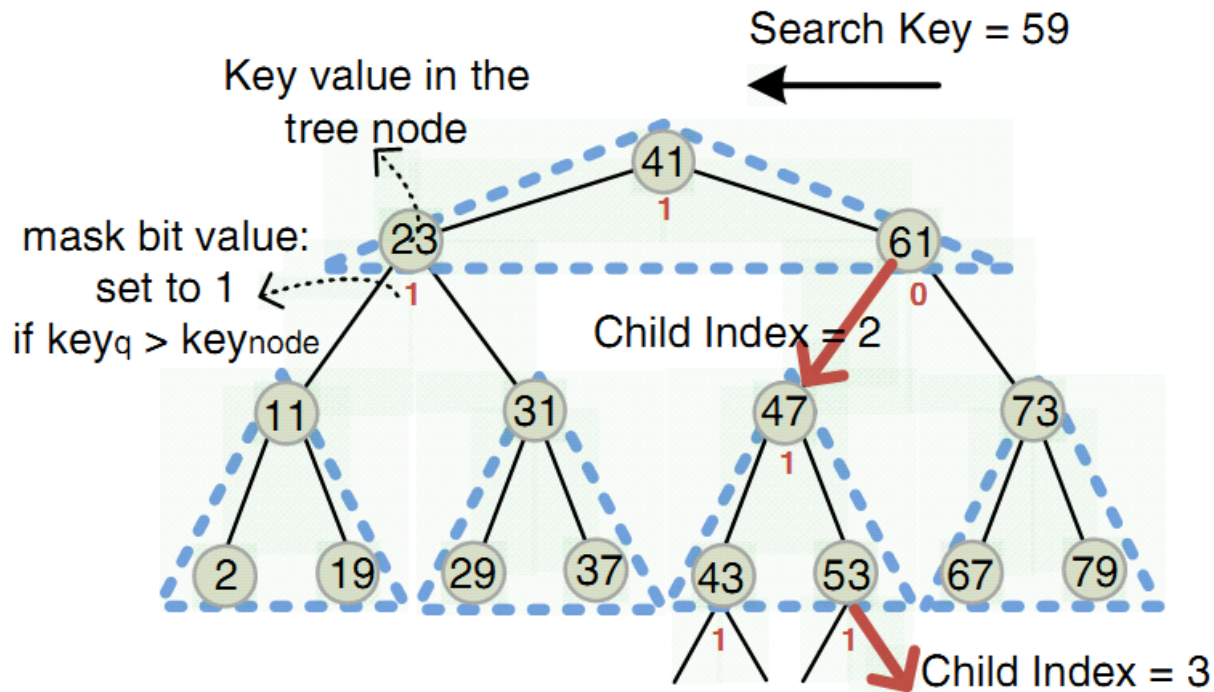 Search Key = 59
Key value in the
tree node
41
1
mask bit value:
set to 1
if keyq > keynode
23
61
1
0
Child Index = 2
11
31
47
73
1
2
19
29
37
43
53
67
79
1
1
Child Index = 3